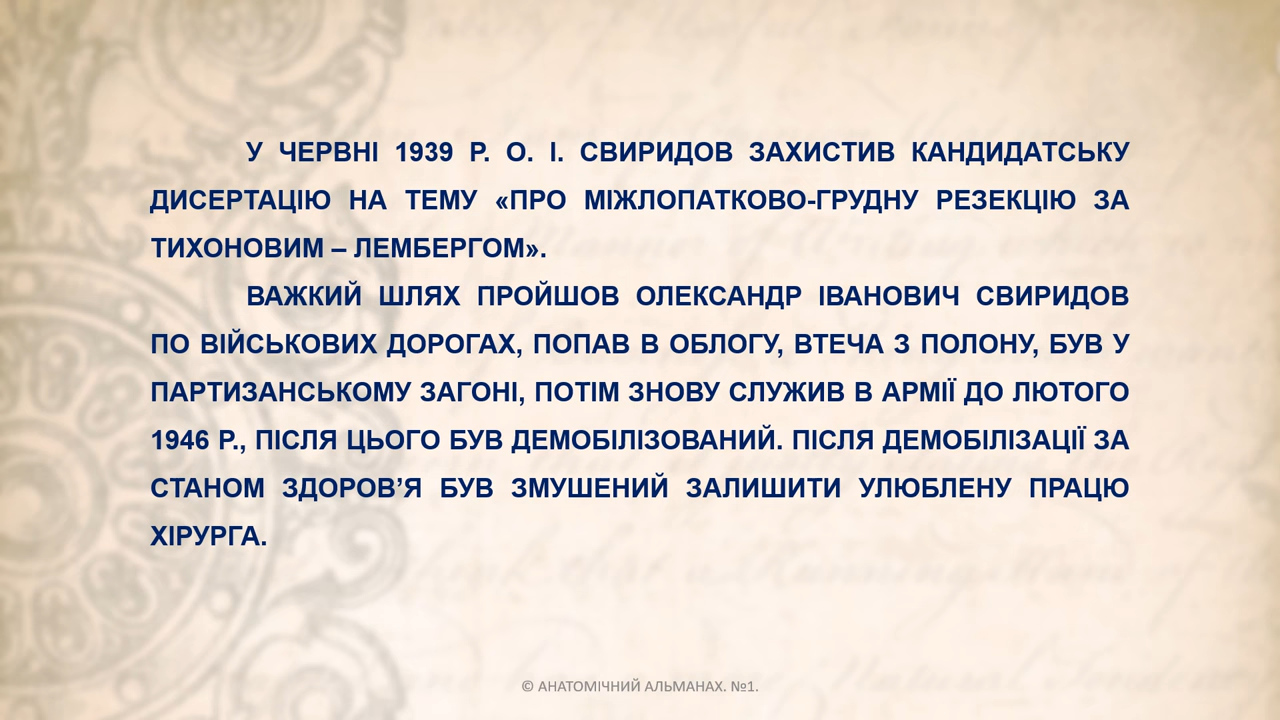 У ЧЕРВНІ 1939 Р. О. І. СВИРИДОВ ЗАХИСТИВ КАНДИДАТСЬКУ
ДИСЕРТАЦІЮ НА ТЕМУ «ПРО МІЖЛОПАТКОВО-ГРУДНУ РЕЗЕКЦІЮ ЗА
ТИХОНОВИМ – ЛЕМБЕРГОМ».
ВАЖКИЙ ШЛЯХ ПРОЙШОВ ОЛЕКСАНДР ІВАНОВИЧ СВИРИДОВ
ПО ВІЙСЬКОВИХ ДОРОГАХ, ПОПАВ В ОБЛОГУ, ВТЕЧА З ПОЛОНУ, БУВ У
ПАРТИЗАНСЬКОМУ ЗАГОНІ, ПОТІМ ЗНОВУ СЛУЖИВ В АРМІЇ ДО ЛЮТОГО
1946 Р., ПІСЛЯ ЦЬОГО БУВ ДЕМОБІЛІЗОВАНИЙ. ПІСЛЯ ДЕМОБІЛІЗАЦІЇ ЗА
СТАНОМ ЗДОРОВ’Я БУВ ЗМУШЕНИЙ ЗАЛИШИТИ УЛЮБЛЕНУ ПРАЦЮ
ХІРУРГА.
© АНАТОМІЧНИЙ АЛЬМАНАХ. №1.